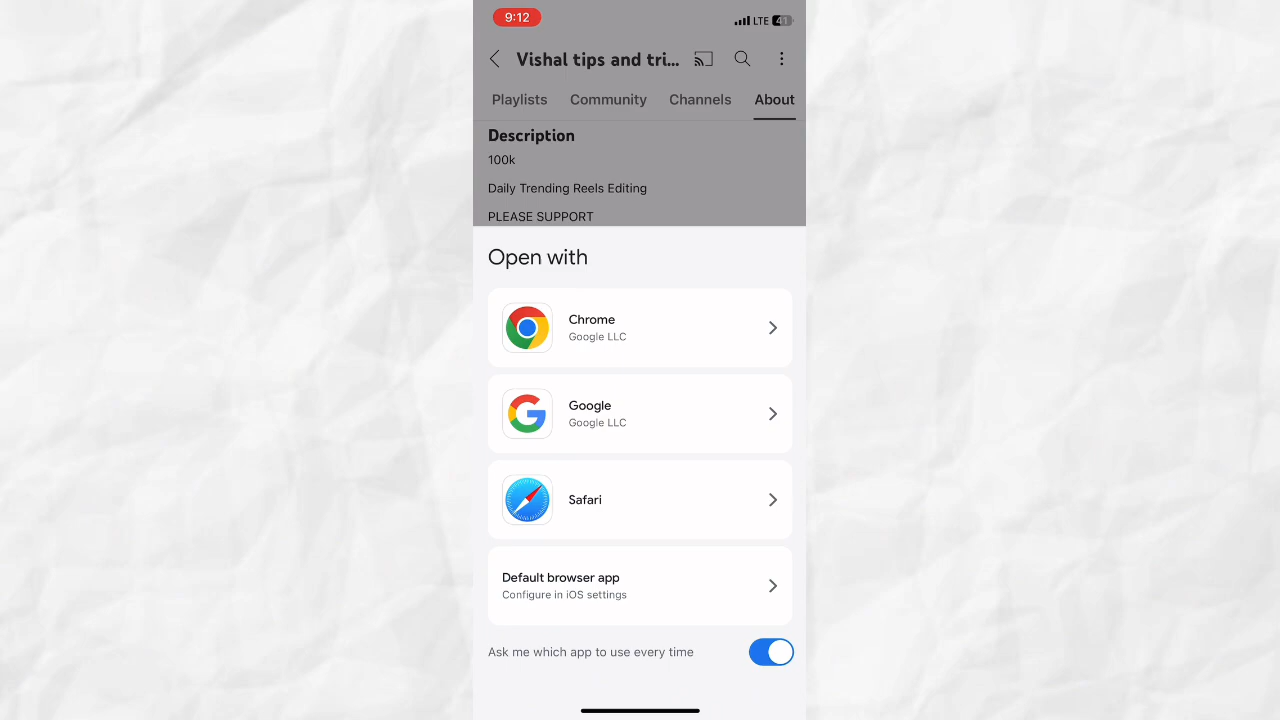 9:12
LTE 41
Vishal tips and tri...
Playlists Community Channels About
Description
100k
Daily Trending Reels Editing
PLEASE SUPPORT
Open with
Chrome
Google LLC
Google
Google LLC
Safari
Default browser app
Configure in iOS settings
Ask me which app to use every time